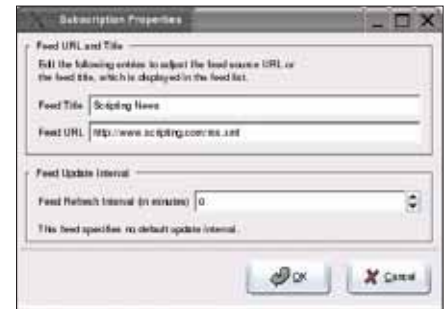 Subscription Properties
Feed URL and Title
Edit the following entries to adjust the feed source URL or
the feed title, which is displayed in the feed list.
Feed Title Scripting News
Feed URL http://www.scripting.com/rss.xml
Feed Update Interval
Feed Refresh Interval (in minutes) 0
This feed specifies no default update interval.
OK Cancel